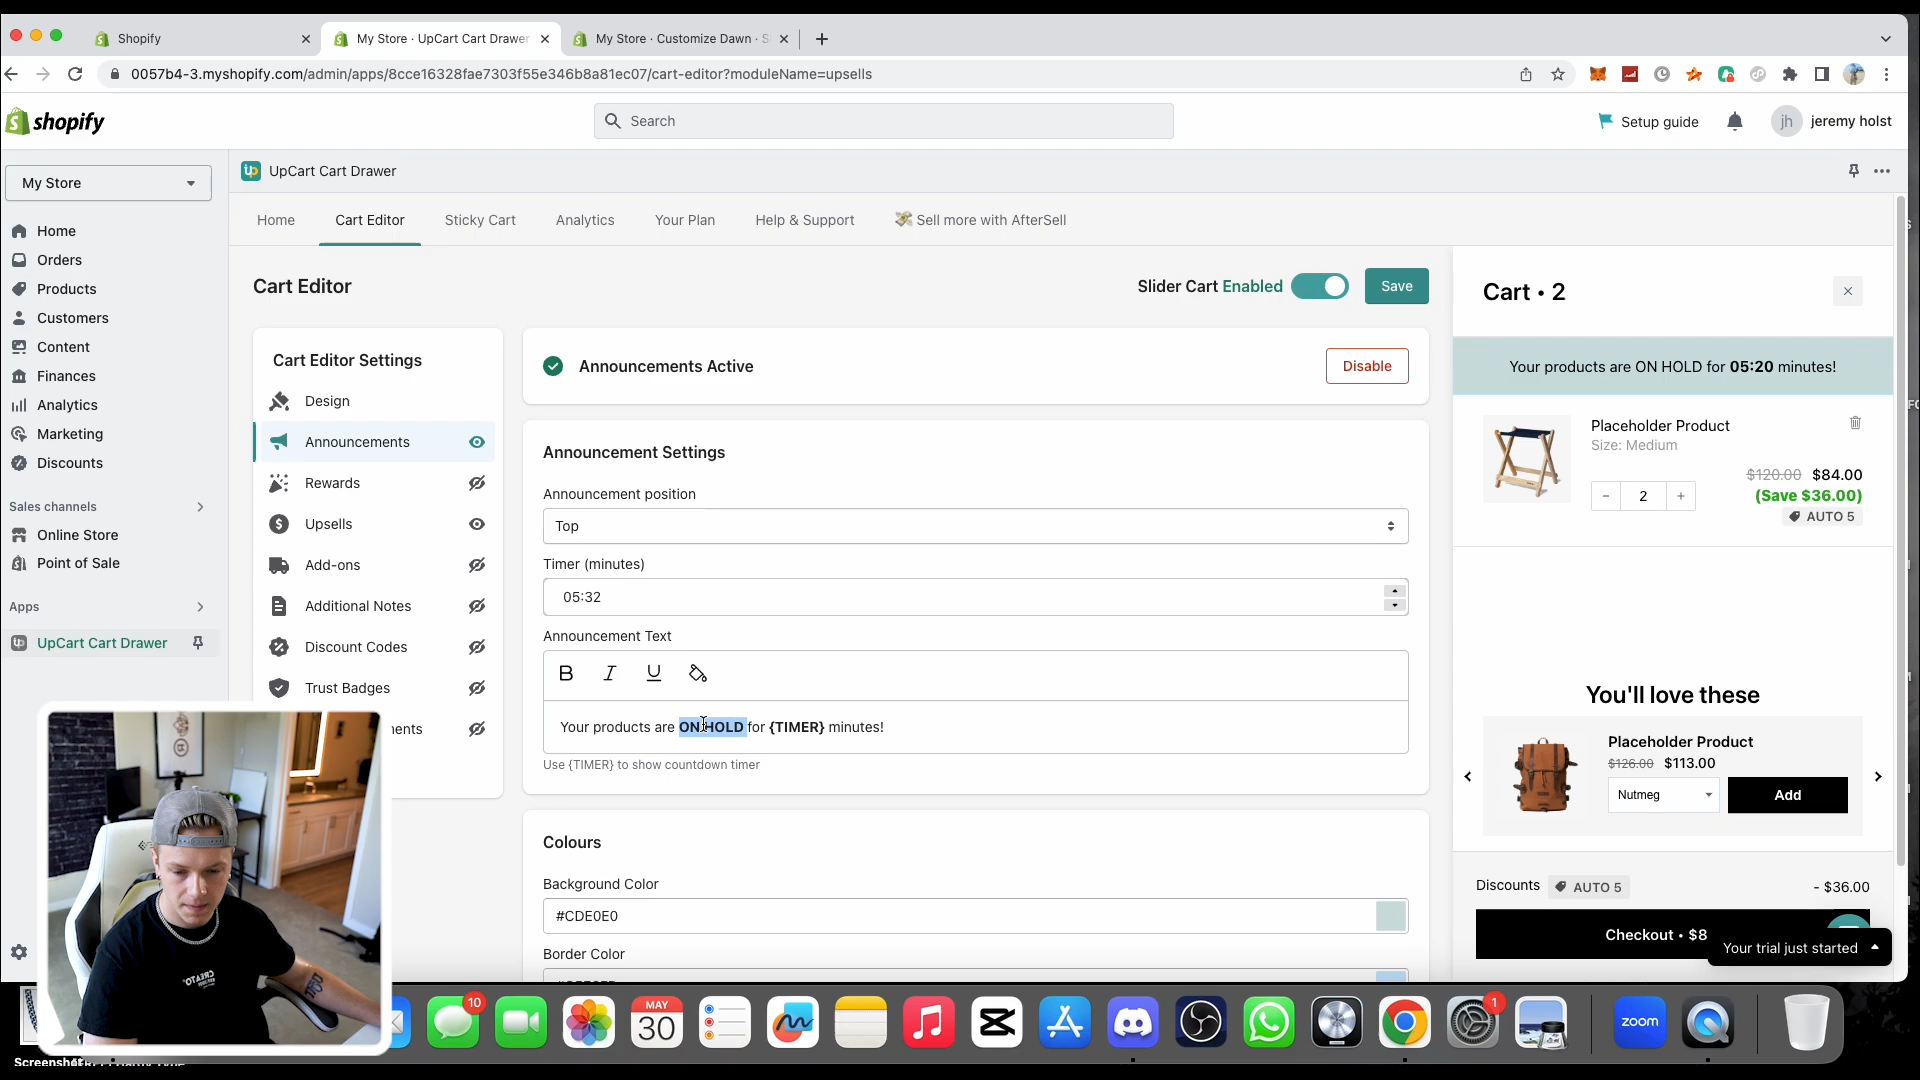 Shopify
My Store · UpCart Cart Drawer
My Store · Customize Dawn · S
0057b4-3.myshopify.com/admin/apps/8cce16328fae7303f55e346b8a81ec07/cart-editor?moduleName=upsells
shopify
Search
Setup guide
jh
jeremy holst
My Store
UpCart Cart Drawer
Home
Cart Editor
Sticky Cart
Analytics
Your Plan
Help & Support
Sell more with AfterSell
Home
Orders
Products
Customers
Content
Finances
Analytics
Marketing
Discounts
Sales channels
Online Store
Point of Sale
Apps
UpCart Cart Drawer
Cart Editor
Slider Cart Enabled
Save
Cart Editor Settings
Design
Announcements
Rewards
Upsells
Add-ons
Additional Notes
Discount Codes
Trust Badges
ents
Announcements Active
Disable
Announcement Settings
Announcement position
Top
Timer (minutes)
05:32
Announcement Text
B I U
Your products are ON HOLD for {TIMER} minutes!
Use {TIMER} to show countdown timer
Colours
Background Color
#CDE0E0
Border Color
Cart • 2
Your products are ON HOLD for 05:20 minutes!
Placeholder Product
Size: Medium
$120.00 $84.00
(Save $36.00)
AUTO 5
− 2 +
You'll love these
Placeholder Product
$126.00 $113.00
Nutmeg
Add
Discounts AUTO 5 - $36.00
Checkout • $8
Your trial just started
10
MAY
30
1
zoom
Screenshot